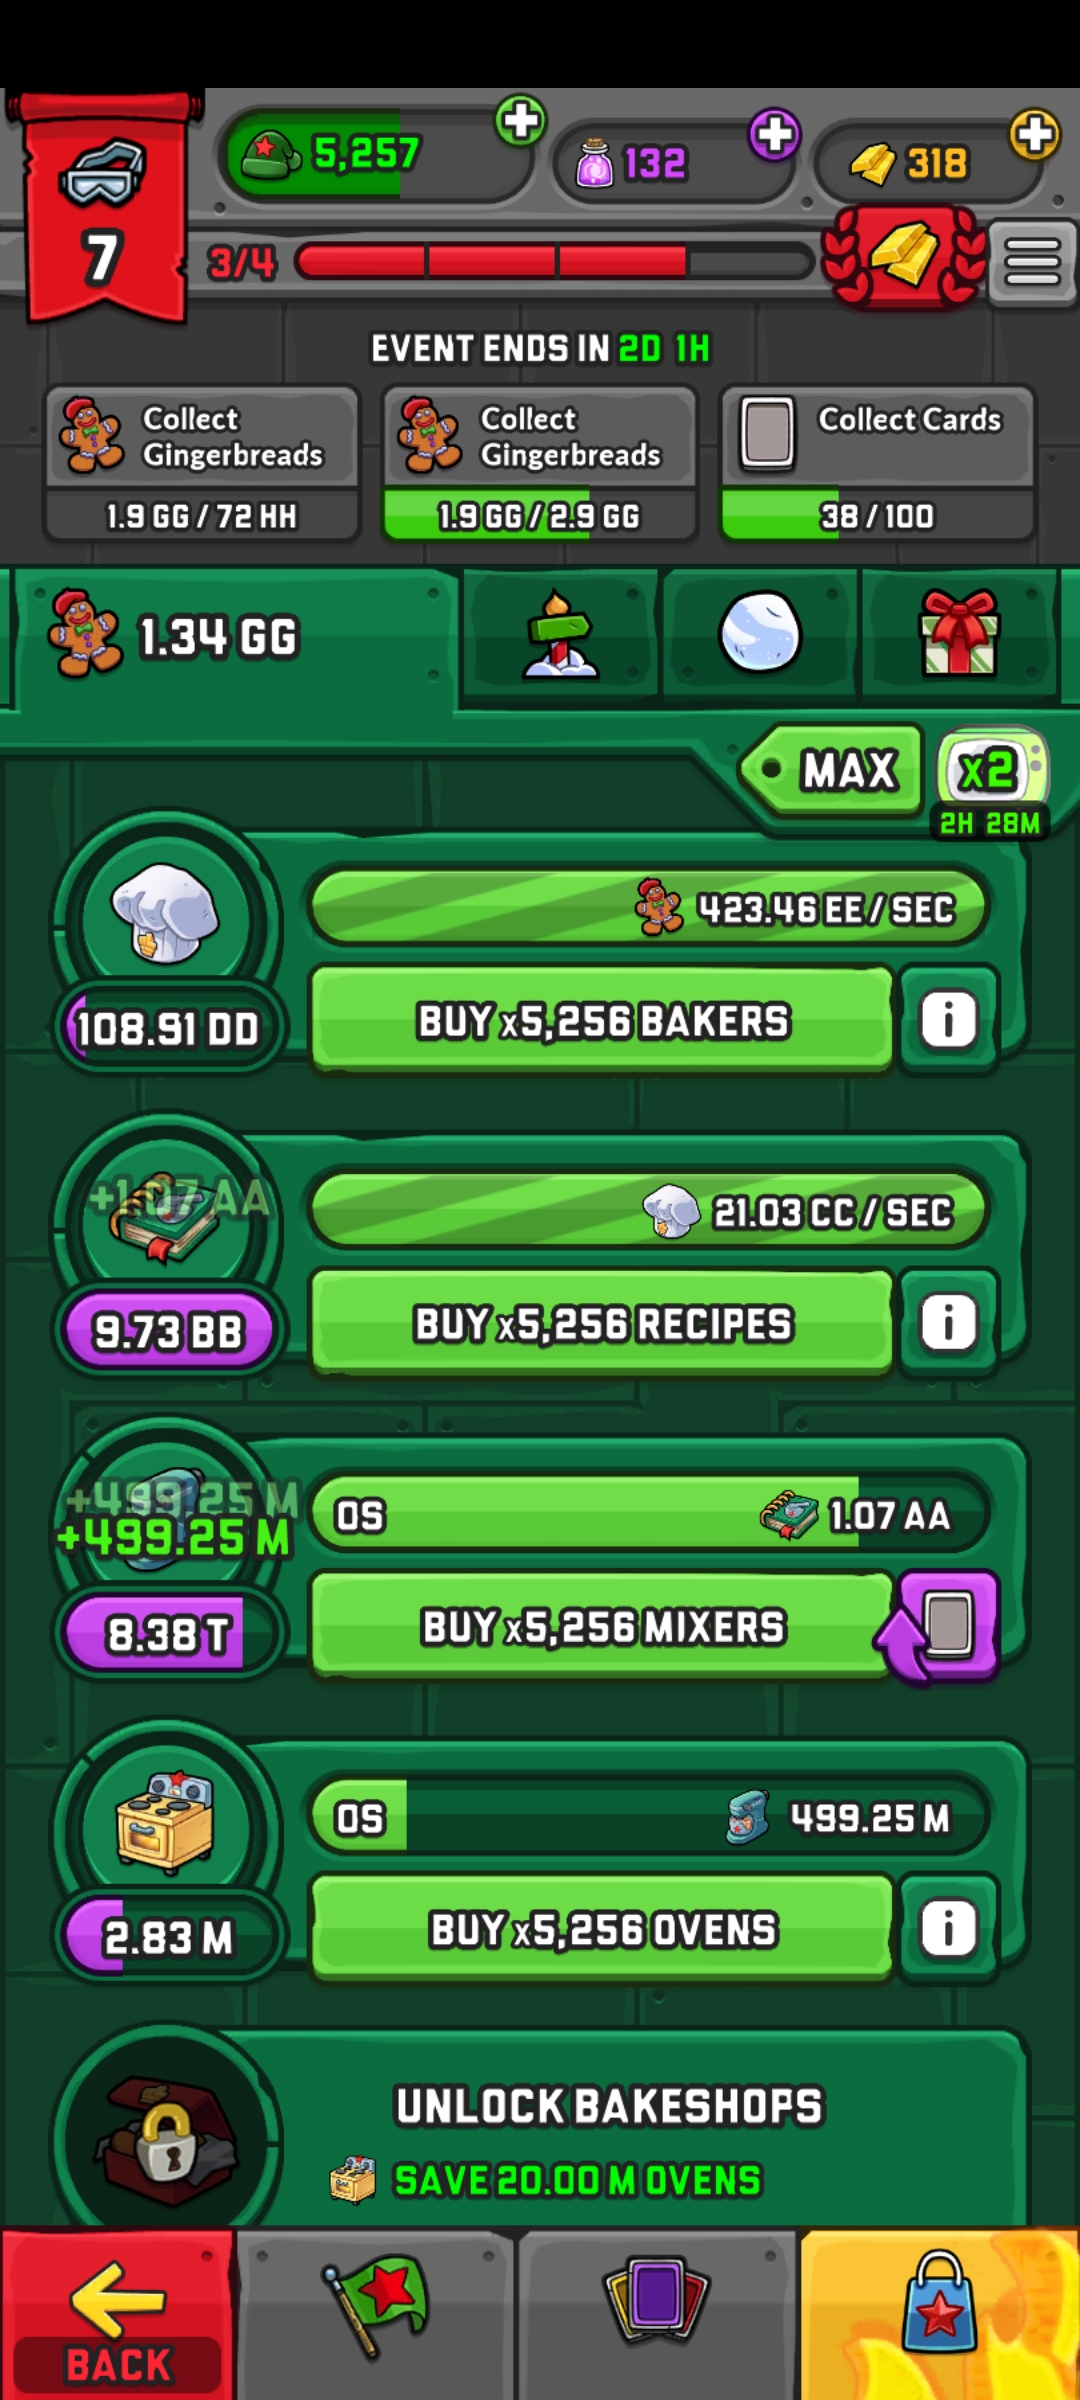 5,257
132
318
7
3/4
EVENT ENDS IN 2D 1H
Collect
Gingerbreads
1.9 GG / 72 HH
Collect
Gingerbreads
1.9 GG / 2.9 GG
Collect Cards
38 / 100
1.34 GG
MAX
x2
2H 28M
423.46 EE / SEC
108.91 DD
BUY x5,256 BAKERS
i
+1.07 AA
21.03 CC / SEC
9.73 BB
BUY x5,256 RECIPES
i
+499.25 M
+499.25 M
0S
1.07 AA
8.38 T
BUY x5,256 MIXERS
0S
499.25 M
2.83 M
BUY x5,256 OVENS
i
UNLOCK BAKESHOPS
SAVE 20.00 M OVENS
BACK